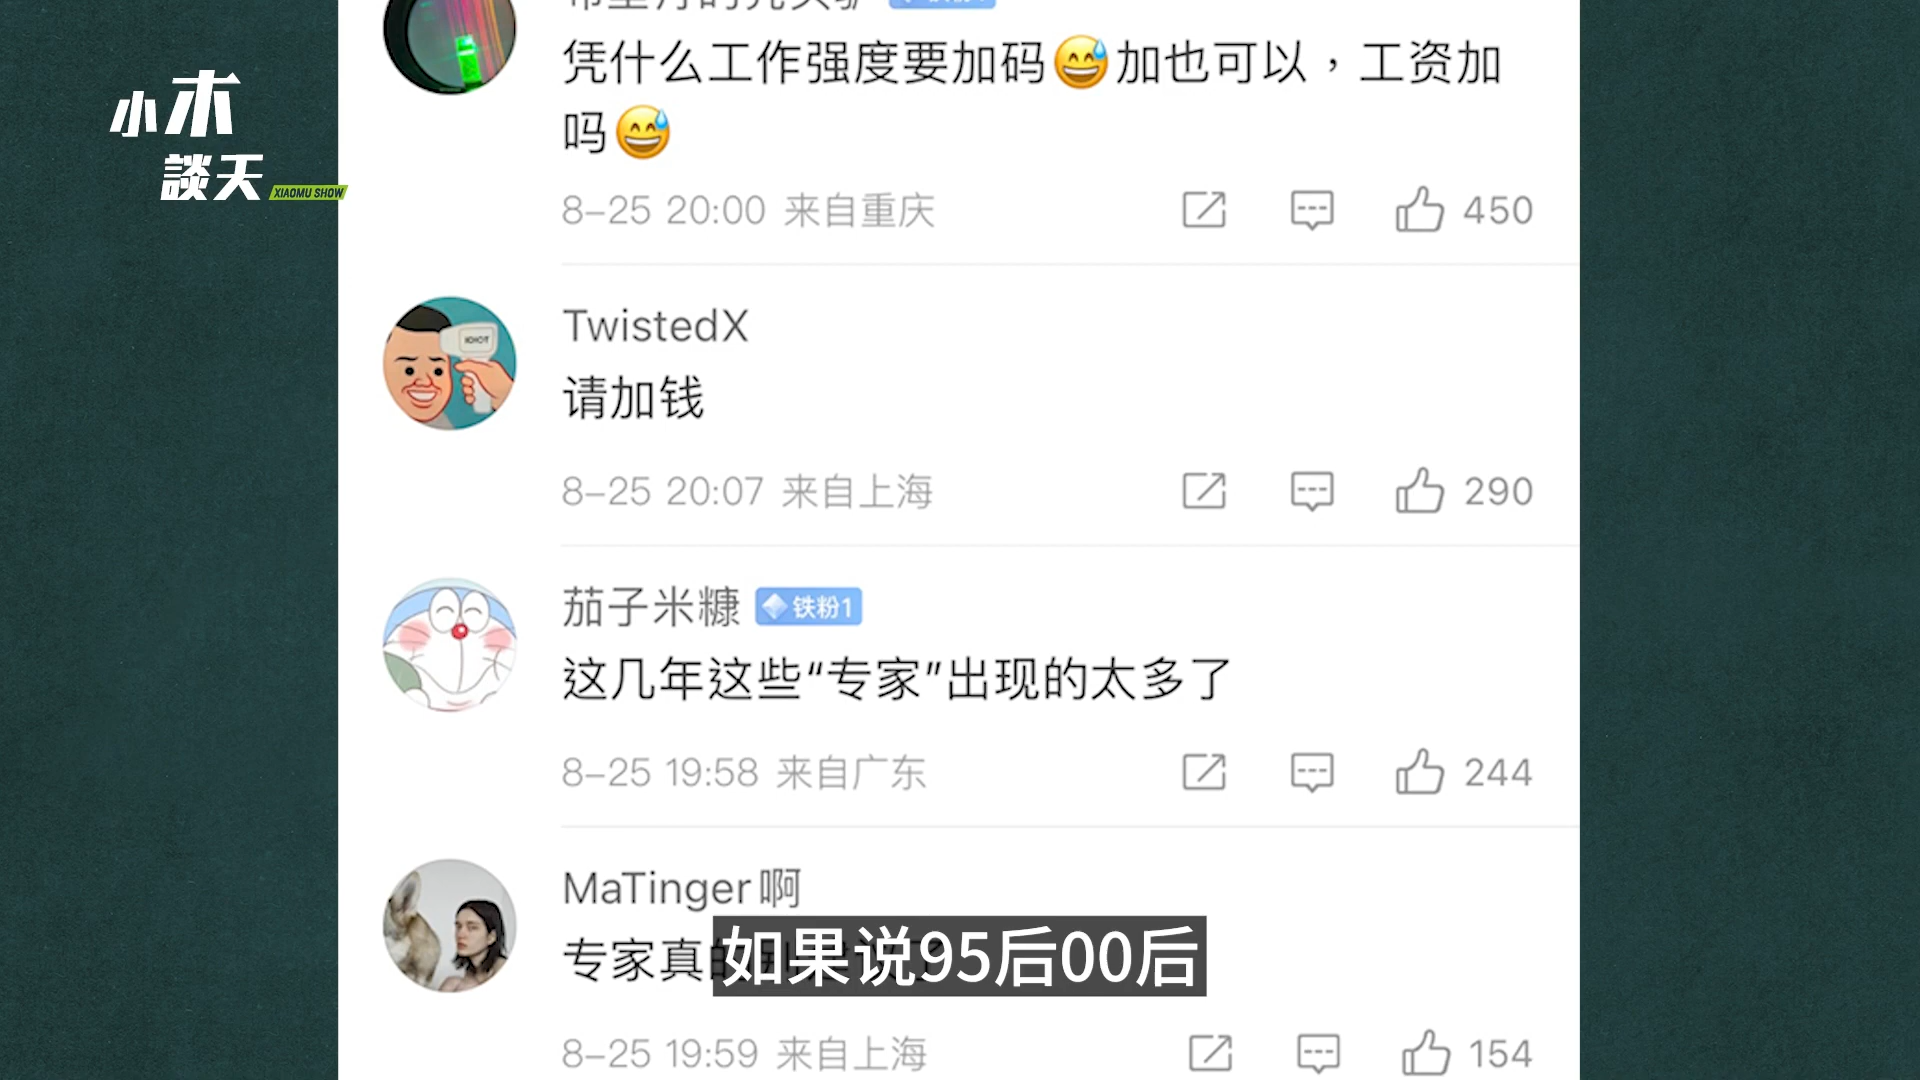 小木
談天
XIAOMU SHOW
凭什么工作强度要加码😅加也可以，工资加
吗😅
8-25 20:00 来自重庆
450
TwistedX
请加钱
8-25 20:07 来自上海
290
茄子米糠 铁粉1
这几年这些“专家”出现的太多了
8-25 19:58 来自广东
244
MaTinger啊
专家真
如果说95后00后
8-25 19:59 来自上海
154